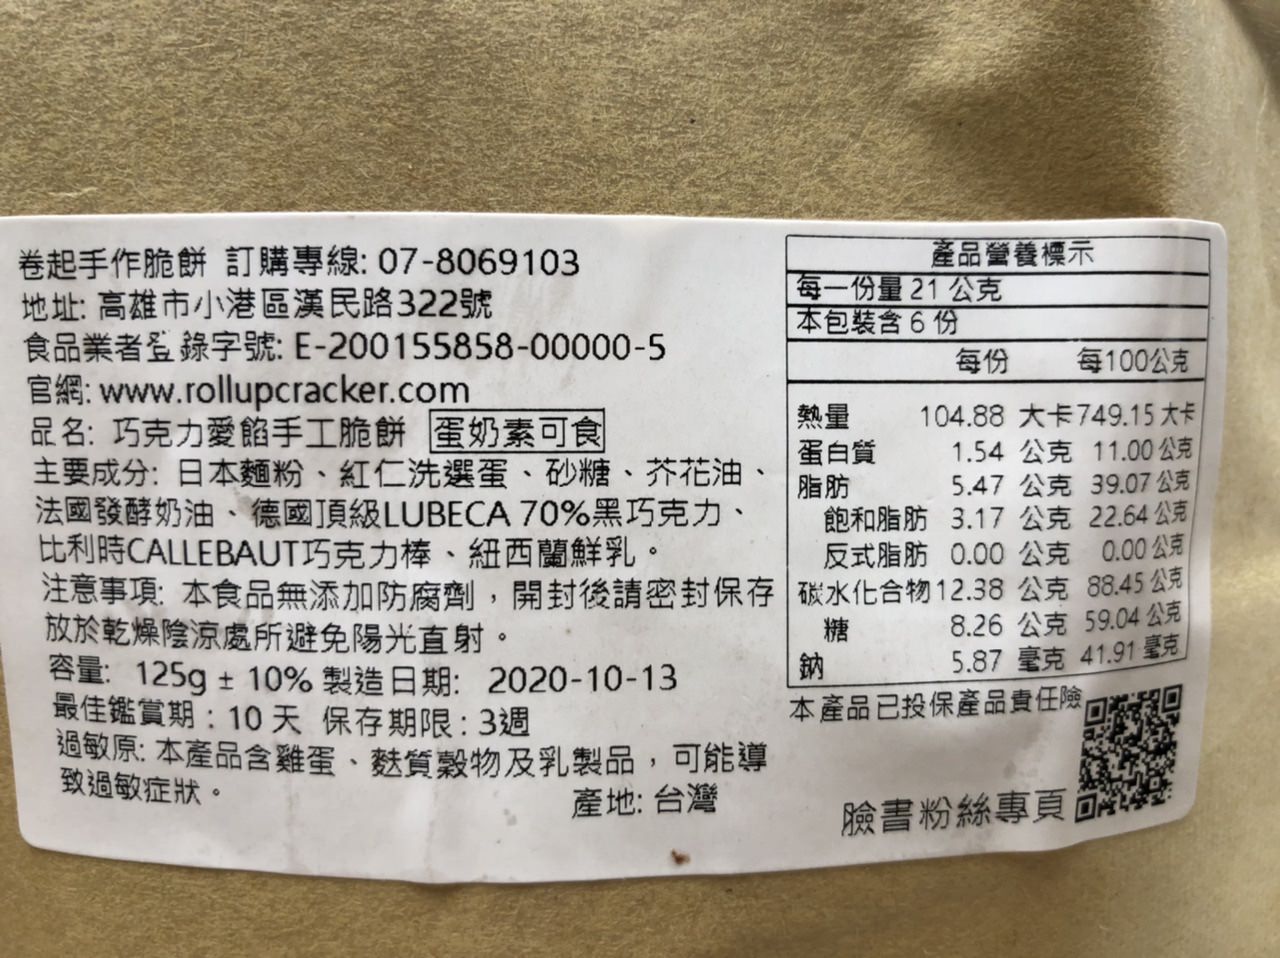 卷起手作脆餅 訂購專線: 07-8069103
地址: 高雄市小港區漢民路322號
食品業者登錄字號: E-200155858-00000-5
官網: www.rollupcracker.com
品名: 巧克力愛餡手工脆餅 蛋奶素可食
主要成分: 日本麵粉、紅仁洗選蛋、砂糖、芥花油、
法國發酵奶油、德國頂級LUBECA 70%黑巧克力、
比利時CALLEBAUT巧克力棒、紐西蘭鮮乳。
注意事項: 本食品無添加防腐劑，開封後請密封保存
放於乾燥陰涼處所避免陽光直射。
容量: 125g ± 10% 製造日期: 2020-10-13
最佳鑑賞期：10 天 保存期限：3週
過敏原: 本產品含雞蛋、麩質穀物及乳製品，可能導
致過敏症狀。
產地: 台灣
產品營養標示
每一份量 21 公克
本包裝含 6 份
每份 每100公克
熱量 104.88 大卡 749.15 大卡
蛋白質 1.54 公克 11.00 公克
脂肪 5.47 公克 39.07 公克
飽和脂肪 3.17 公克 22.64 公克
反式脂肪 0.00 公克 0.00 公克
碳水化合物 12.38 公克 88.45 公克
糖 8.26 公克 59.04 公克
鈉 5.87 毫克 41.91 毫克
本產品已投保產品責任險
臉書粉絲專頁